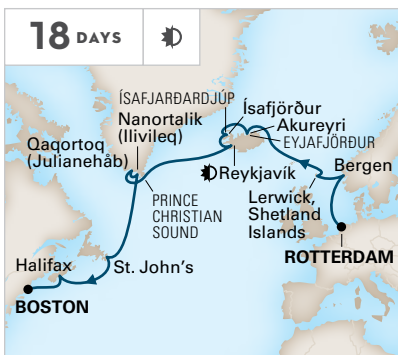 18 DAYS
ÍSAFJARÐARDJÚP
Ísafjörður
Nanortalik
(Ilivileq)
Akureyri
EYJAFJÖRÐUR
Qaqortoq
(Julianehåb)
Reykjavík
Bergen
PRINCE
CHRISTIAN
SOUND
Lerwick,
Shetland
Islands
ROTTERDAM
Halifax
St. John's
BOSTON